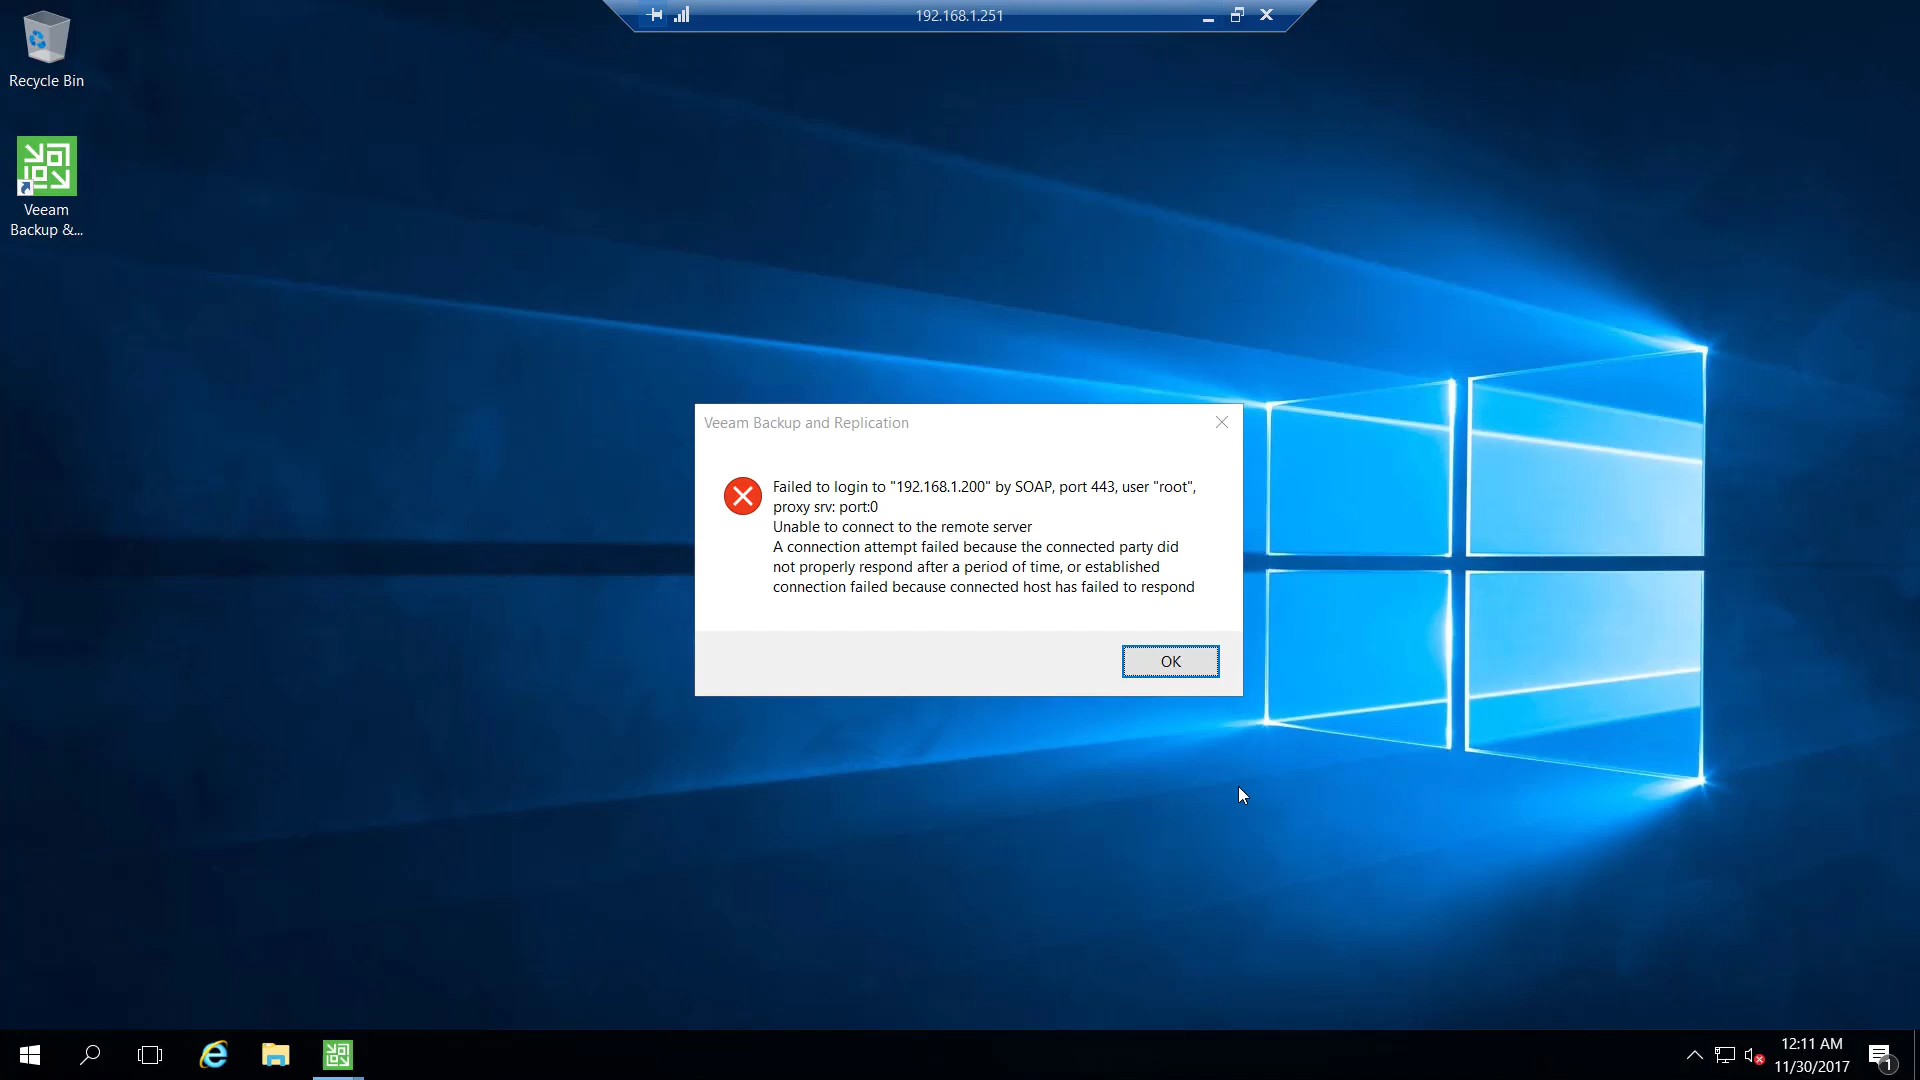 192.168.1.251
Recycle Bin
Veeam
Backup &...
Veeam Backup and Replication
Failed to login to "192.168.1.200" by SOAP, port 443, user "root",
proxy srv: port:0
Unable to connect to the remote server
A connection attempt failed because the connected party did
not properly respond after a period of time, or established
connection failed because connected host has failed to respond
OK
12:11 AM
11/30/2017
1